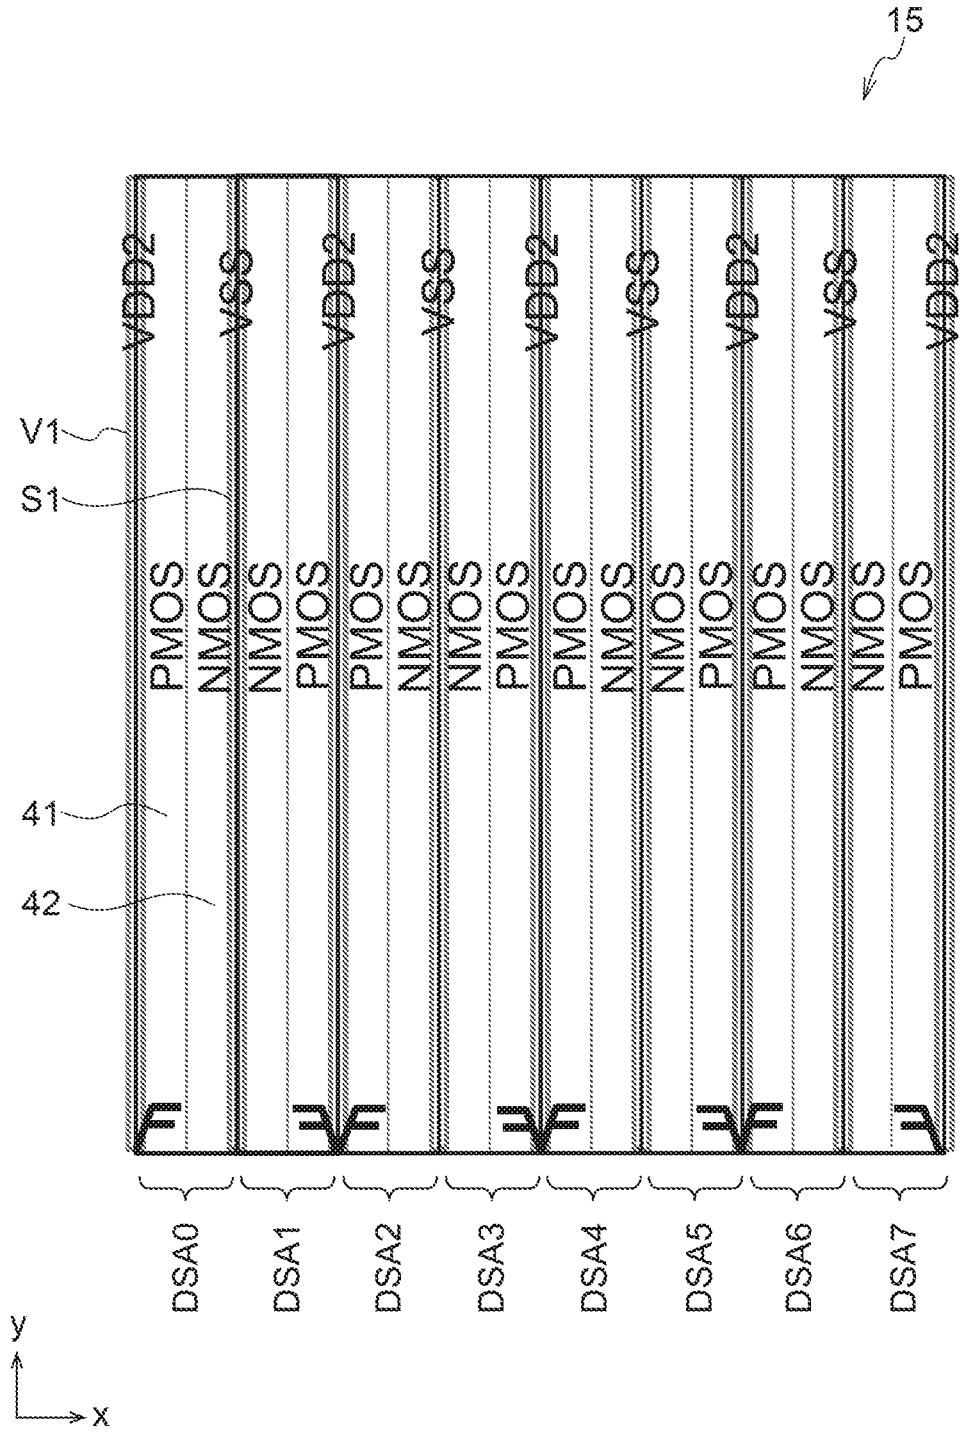 15
VDD2 VSS VDD2 VSS VDD2 VSS VDD2 VSS VDD2
V1
S1
PMOS NMOS NMOS PMOS PMOS NMOS NMOS PMOS PMOS NMOS NMOS PMOS PMOS NMOS NMOS PMOS
41
42
DSA0 DSA1 DSA2 DSA3 DSA4 DSA5 DSA6 DSA7
y
x